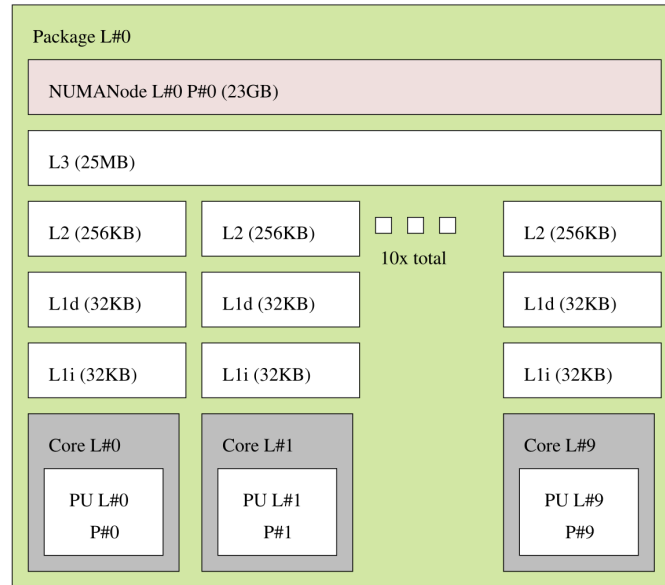 Package L#0
NUMANode L#0 P#0 (23GB)
L3 (25MB)
L2 (256KB) L2 (256KB) L2 (256KB)
10x total
L1d (32KB) L1d (32KB) L1d (32KB)
L1i (32KB) L1i (32KB) L1i (32KB)
Core L#0 Core L#1 Core L#9
PU L#0 PU L#1 PU L#9
P#0 P#1 P#9